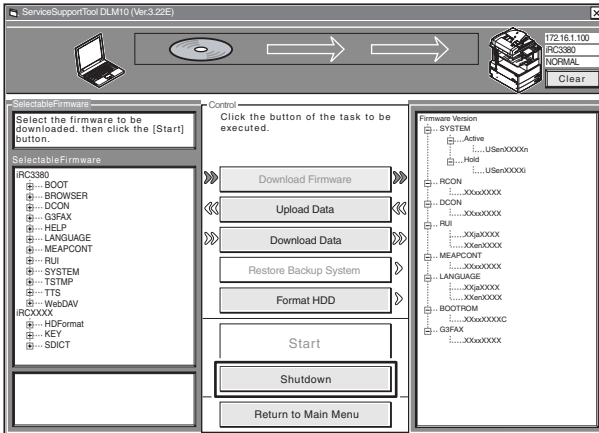 ServiceSupportTool DLM10 (Ver.3.22E)
172.16.1.100
iRC3380
NORMAL
Clear
SelectableFirmware
Select the firmware to be
downloaded. then click the [Start]
button.
SelectableFirmware
iRC3380
BOOT
BROWSER
DCON
G3FAX
HELP
LANGUAGE
MEAPCONT
RUI
SYSTEM
TSTMP
TTS
WebDAV
iRCXXXX
HDFormat
KEY
SDICT
Control
Click the button of the task to be
executed.
Download Firmware
Upload Data
Download Data
Restore Backup System
Format HDD
Start
Shutdown
Return to Main Menu
Firmware Version
SYSTEM
Active
USenXXXXn
Hold
USenXXXXi
RCON
XXxxXXXX
DCON
XXxxXXXX
RUI
XXjaXXXX
XXenXXXX
MEAPCONT
XXxxXXXX
LANGUAGE
XXjaXXXX
XXenXXXX
BOOTROM
XXxxXXXXC
G3FAX
XXxxXXXX